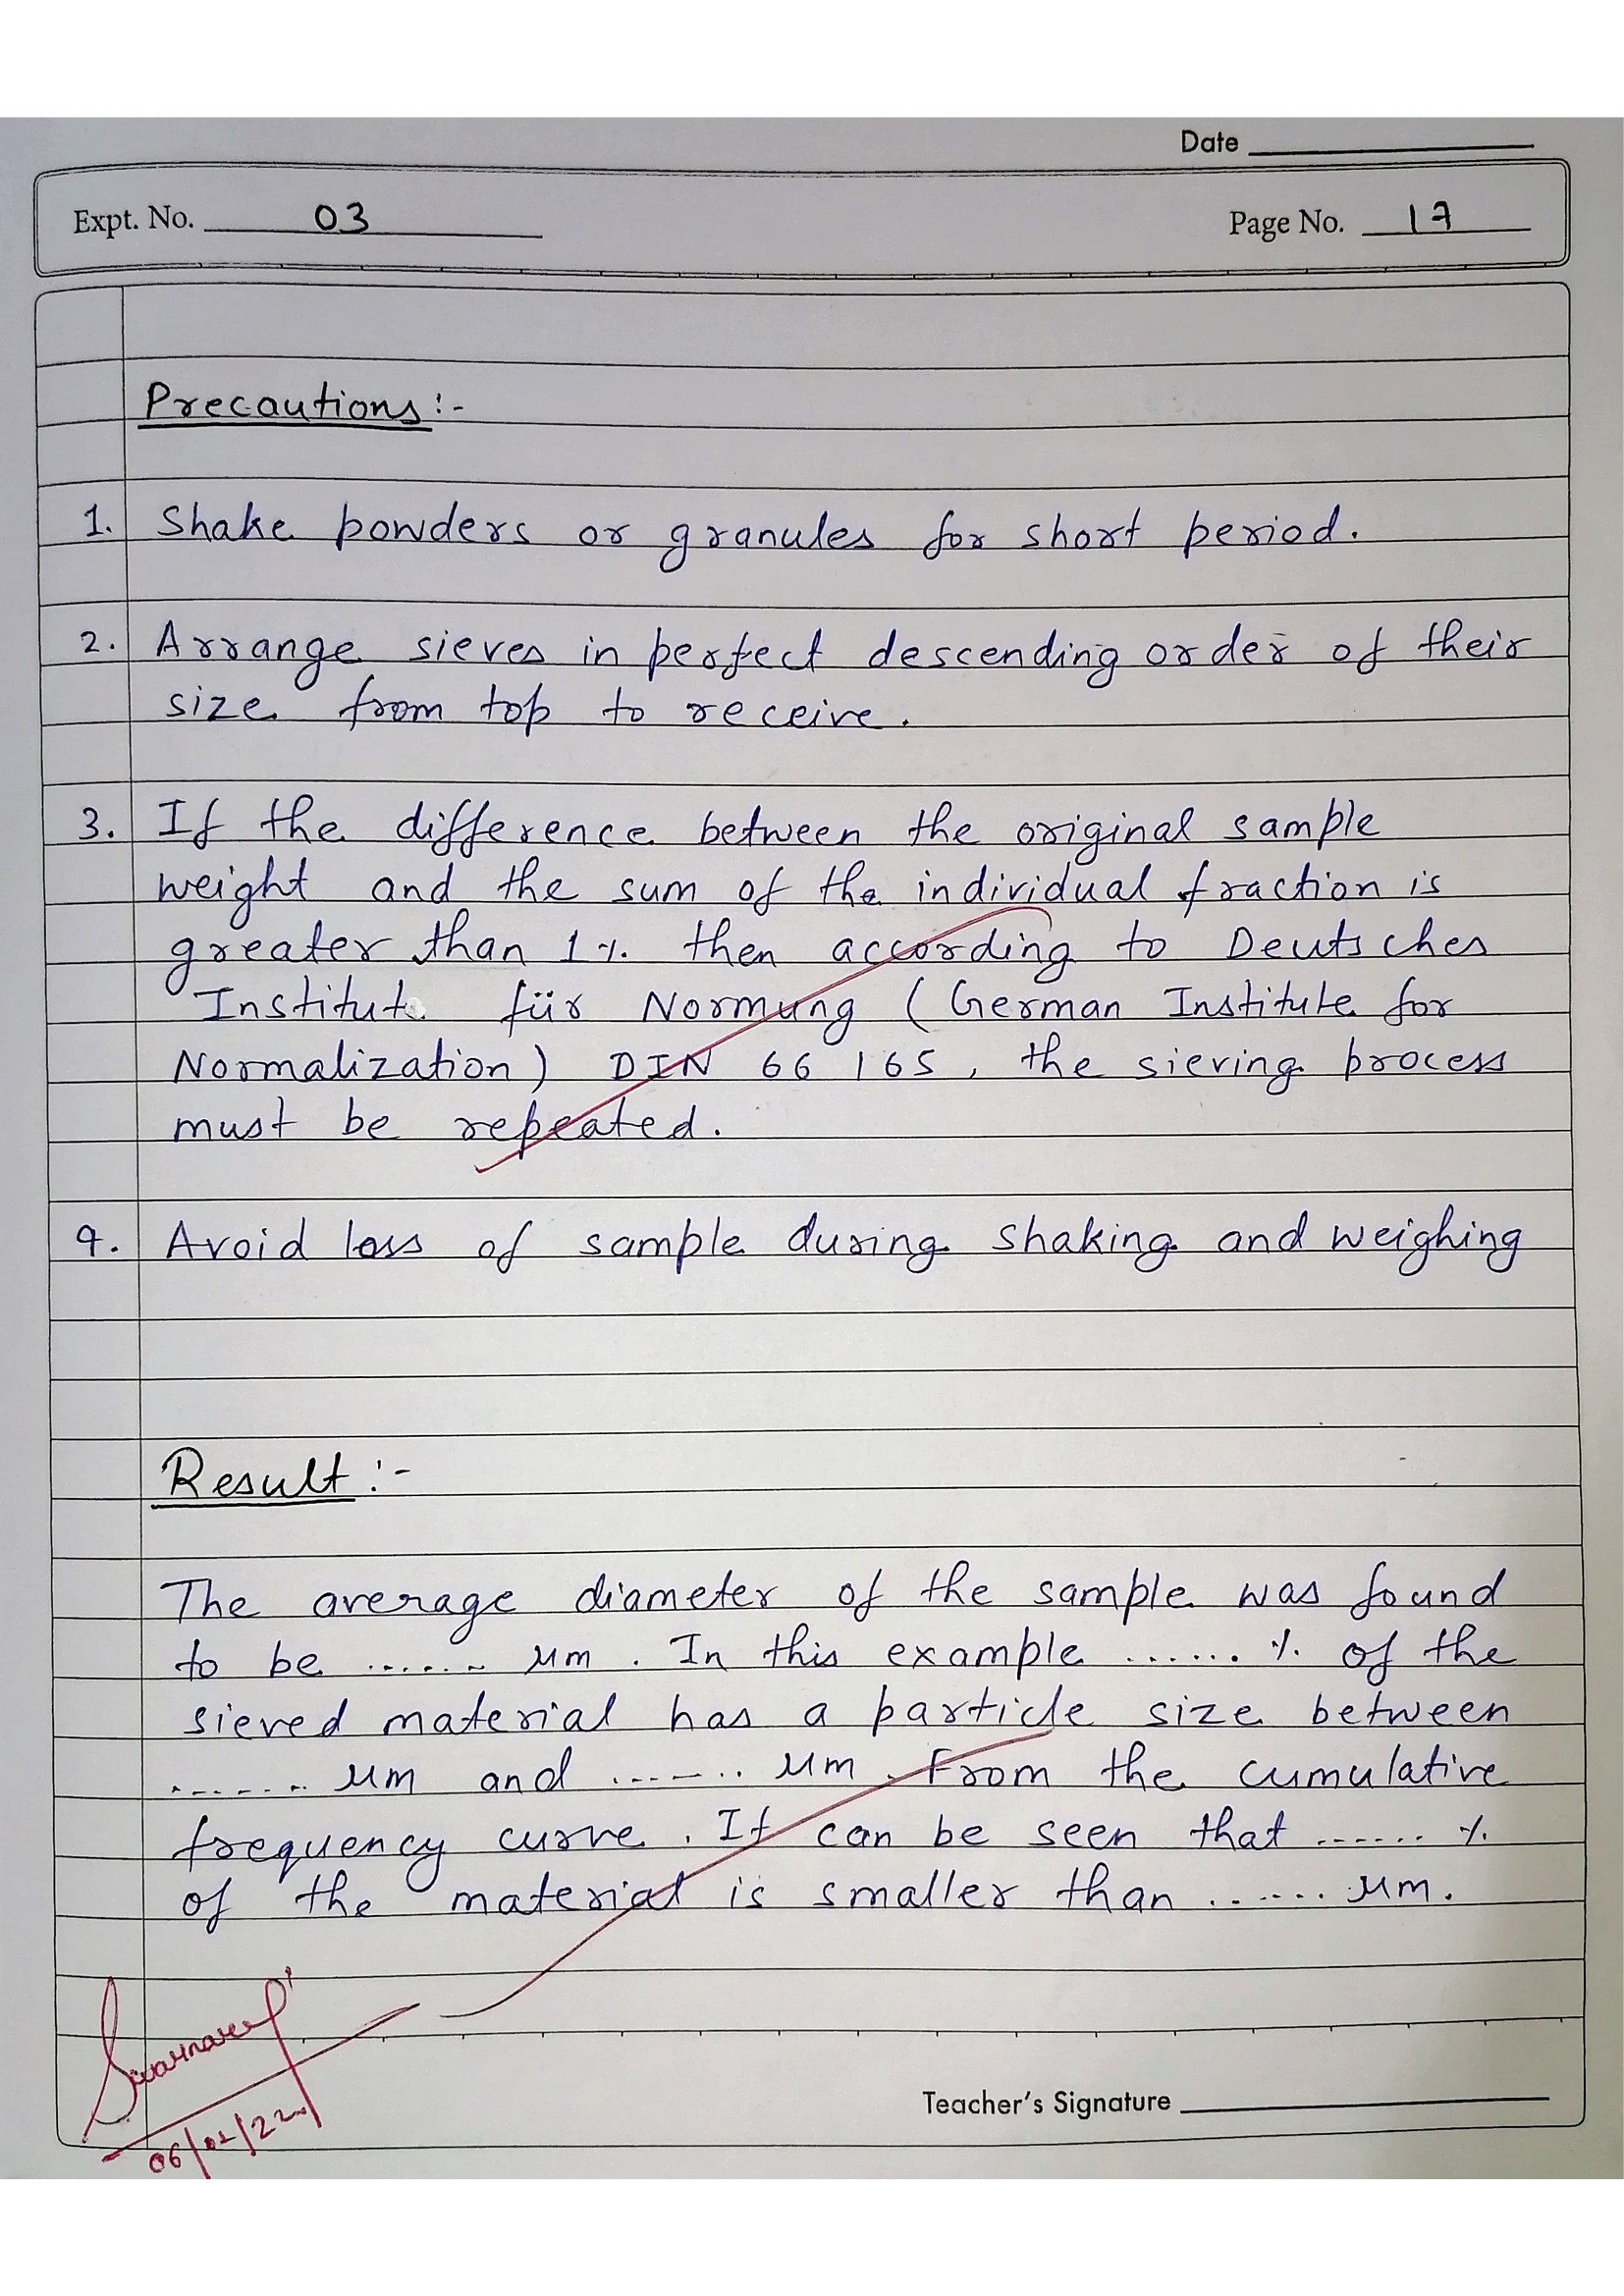 Date
Expt. No. 03
Page No. 17
Precautions :-
1. Shake powders or granules for short period.
2. Arrange sieves in perfect descending order of their
size from top to receive.
3. If the difference between the original sample
weight and the sum of the individual fraction is
greater than 1 %. then according to Deutsches
Institute für Normung ( German Institute for
Normalization ) DIN 66 165, the sieving process
must be repeated.
4. Avoid loss of sample during shaking and weighing
Result :-
The average diameter of the sample was found
to be ...... µm . In this example ...... % of the
sieved material has a particle size between
....... µm and ....... µm . From the cumulative
frequency curve . It can be seen that ...... %
of the material is smaller than ...... µm.
Teacher's Signature